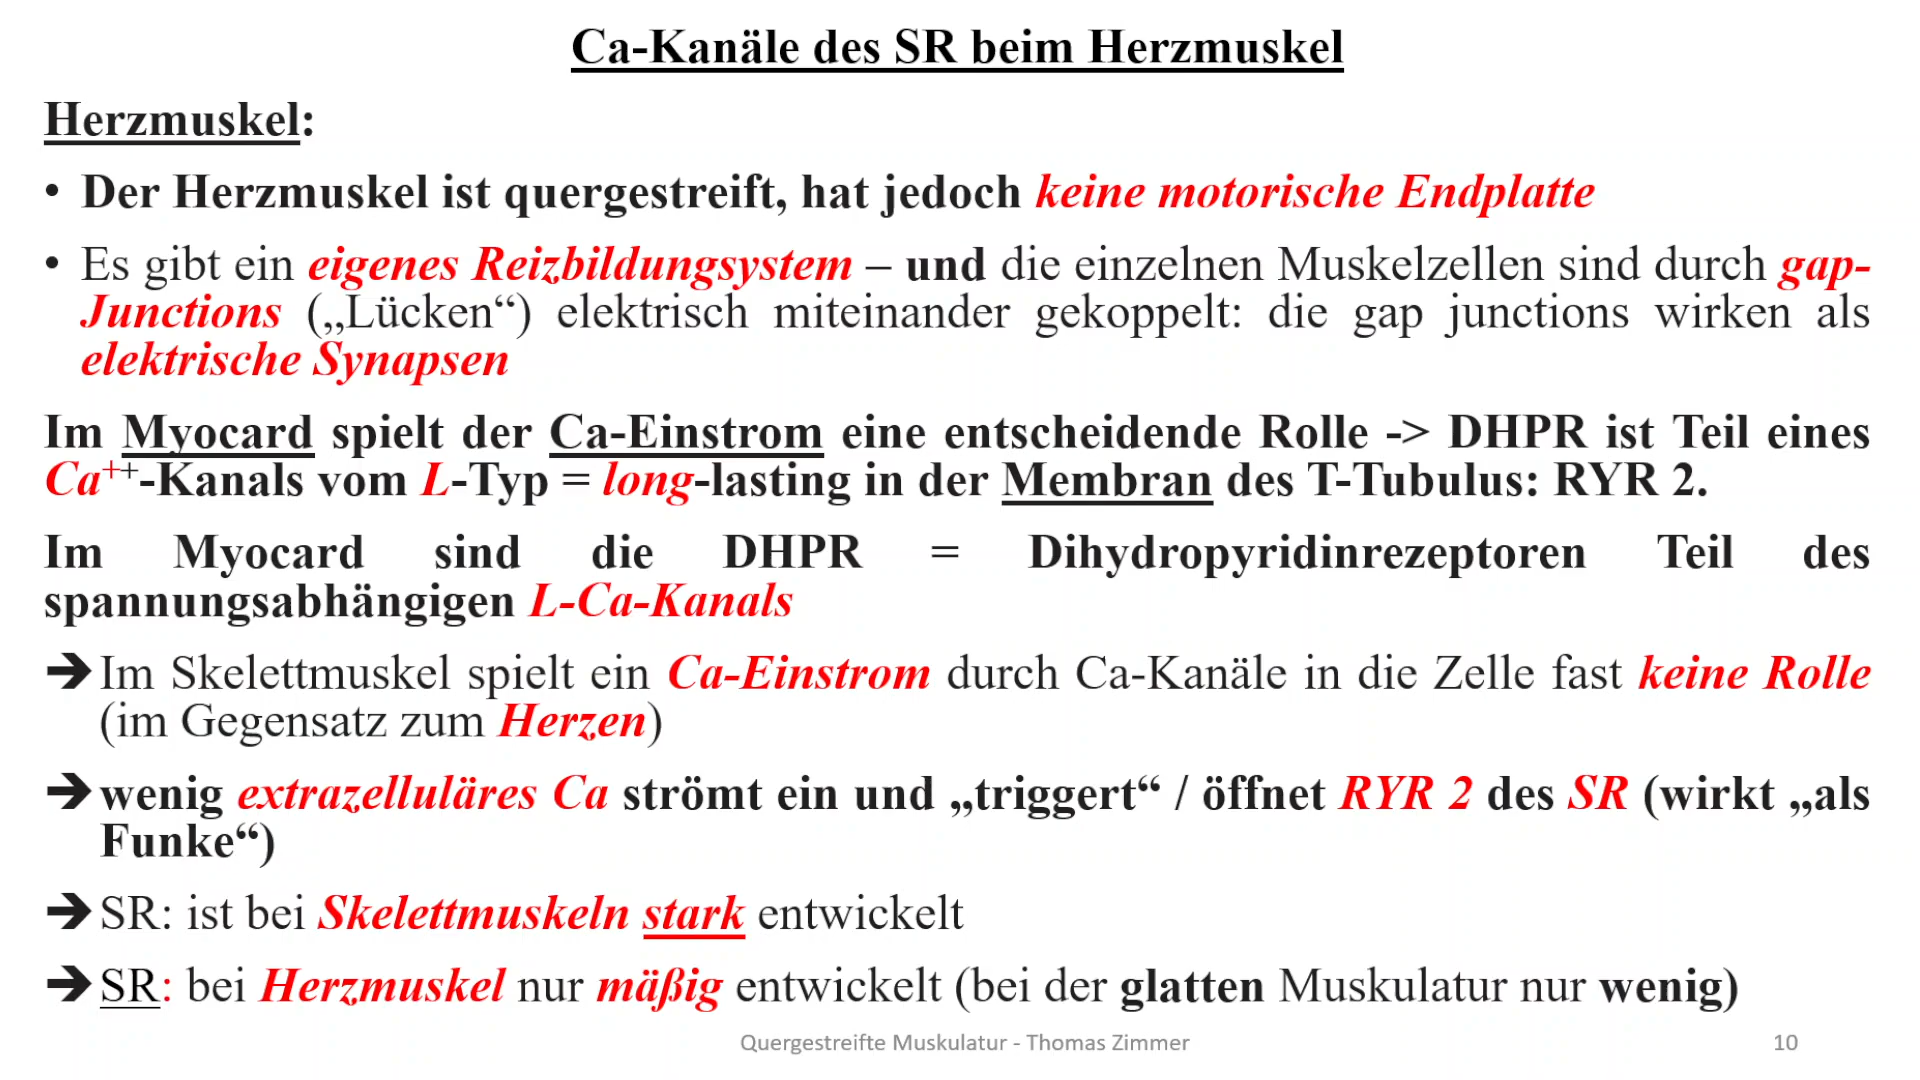 Ca-Kanäle des SR beim Herzmuskel
Herzmuskel:
• Der Herzmuskel ist quergestreift, hat jedoch keine motorische Endplatte
• Es gibt ein eigenes Reizbildungsystem – und die einzelnen Muskelzellen sind durch gap-
Junctions („Lücken“) elektrisch miteinander gekoppelt: die gap junctions wirken als
elektrische Synapsen
Im Myocard spielt der Ca-Einstrom eine entscheidende Rolle -> DHPR ist Teil eines
Ca⁺⁺-Kanals vom L-Typ = long-lasting in der Membran des T-Tubulus: RYR 2.
Im Myocard sind die DHPR = Dihydropyridinrezeptoren Teil des
spannungsabhängigen L-Ca-Kanals
➔ Im Skelettmuskel spielt ein Ca-Einstrom durch Ca-Kanäle in die Zelle fast keine Rolle
(im Gegensatz zum Herzen)
➔ wenig extrazelluläres Ca strömt ein und „triggert“ / öffnet RYR 2 des SR (wirkt „als
Funke“)
➔ SR: ist bei Skelettmuskeln stark entwickelt
➔ SR: bei Herzmuskel nur mäßig entwickelt (bei der glatten Muskulatur nur wenig)
Quergestreifte Muskulatur - Thomas Zimmer
10